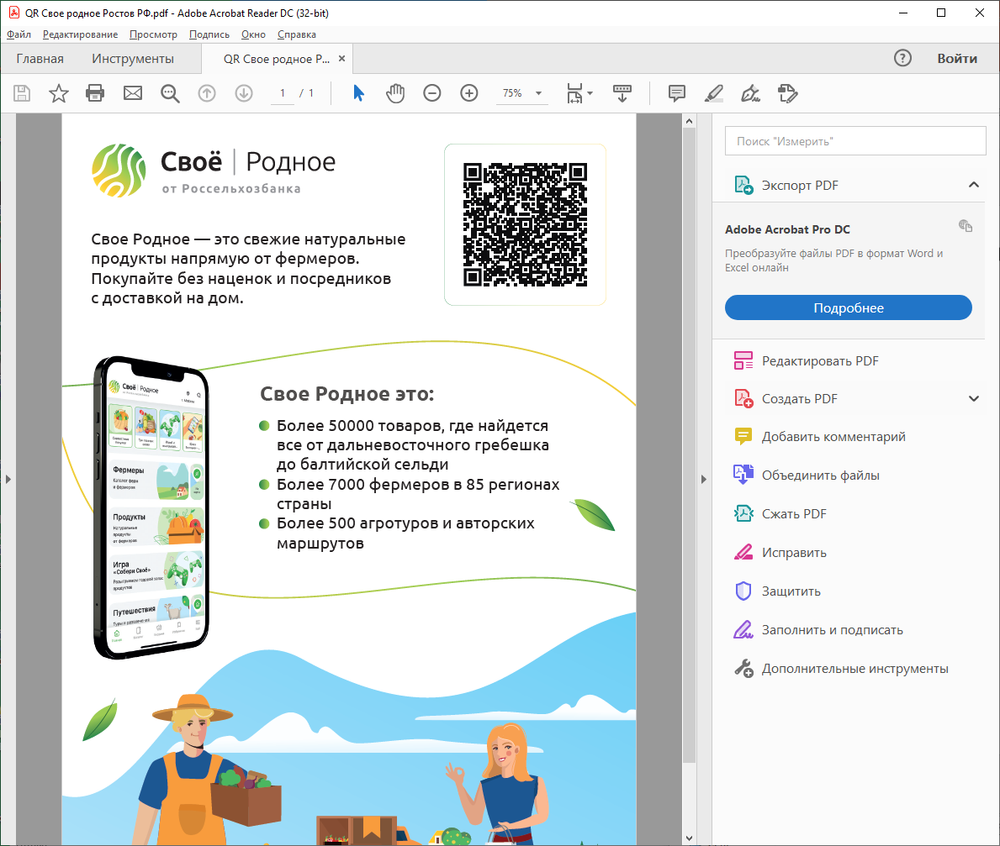 QR Свое родное Ростов РФ.pdf - Adobe Acrobat Reader DC (32-bit)
Файл Редактирование Просмотр Подпись Окно Справка
Главная Инструменты QR Свое родное Р... × Войти
1 / 1 75%
Своё | Родное
от Россельхозбанка
Свое Родное — это свежие натуральные
продукты напрямую от фермеров.
Покупайте без наценок и посредников
с доставкой на дом.
Своё | Родное
Фермеры
Каталог ферм
и фермеров
Продукты
Натуральные
продукты
от фермеров
Игра
«Собери Своё»
Разыгрываем годовой запас
продуктов
Путешествия
Туры и развлечения
Свое Родное это:
Более 50000 товаров, где найдется
все от дальневосточного гребешка
до балтийской сельди
Более 7000 фермеров в 85 регионах
страны
Более 500 агротуров и авторских
маршрутов
Поиск "Измерить"
Экспорт PDF
Adobe Acrobat Pro DC
Преобразуйте файлы PDF в формат Word и
Excel онлайн
Подробнее
Редактировать PDF
Создать PDF
Добавить комментарий
Объединить файлы
Сжать PDF
Исправить
Защитить
Заполнить и подписать
Дополнительные инструменты